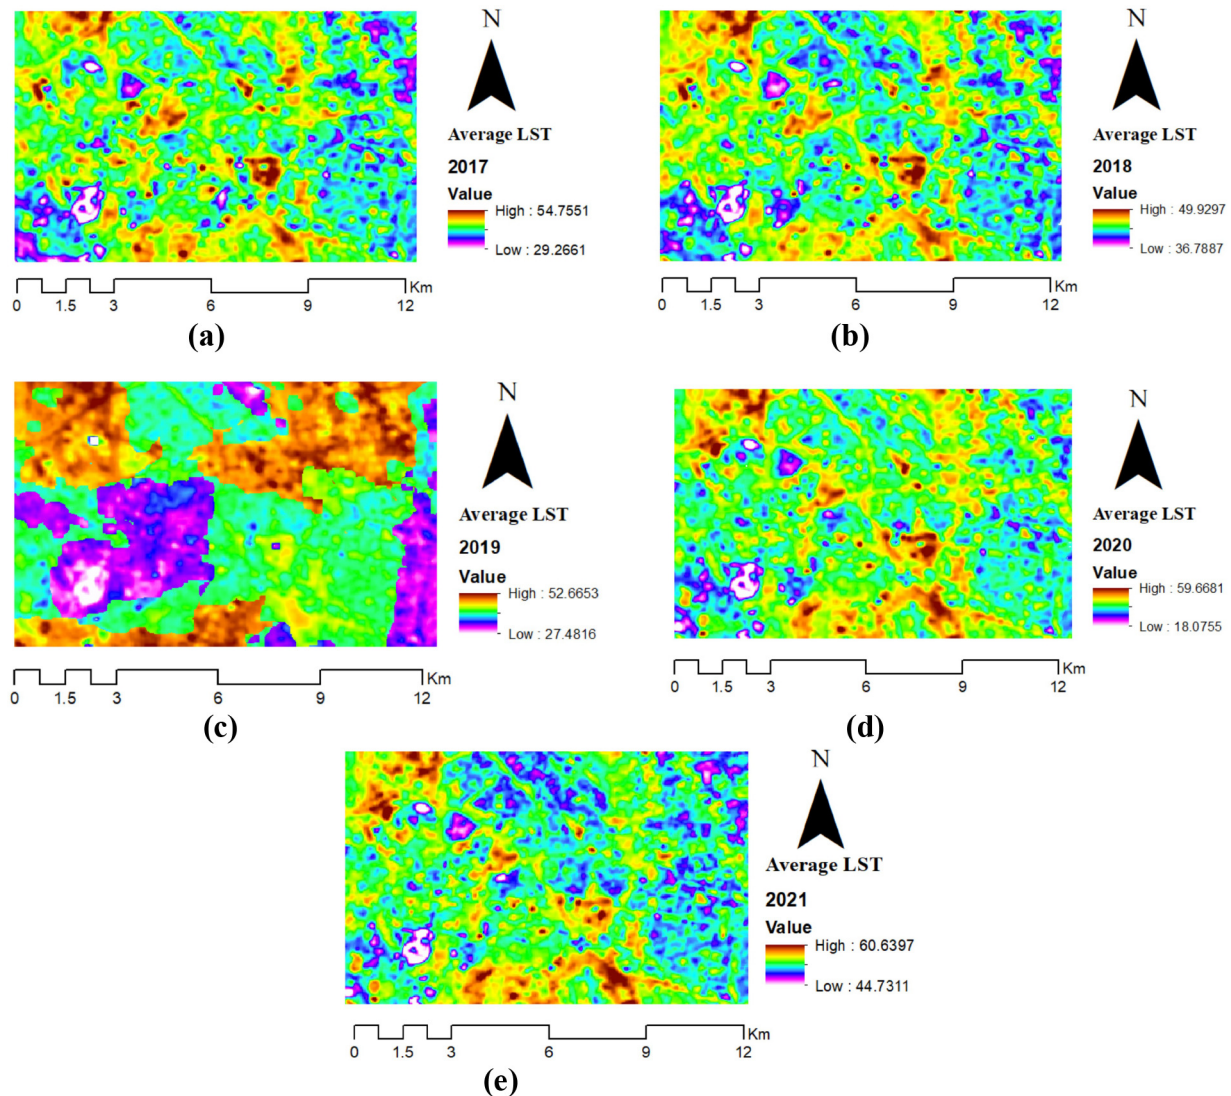 N
Average LST
2017
Value
High : 54.7551
Low : 29.2661
0 1.5 3 6 9 12 Km
(a)
N
Average LST
2018
Value
High : 49.9297
Low : 36.7887
0 1.5 3 6 9 12 Km
(b)
N
Average LST
2019
Value
High : 52.6653
Low : 27.4816
0 1.5 3 6 9 12 Km
(c)
N
Average LST
2020
Value
High : 59.6681
Low : 18.0755
0 1.5 3 6 9 12 Km
(d)
N
Average LST
2021
Value
High : 60.6397
Low : 44.7311
0 1.5 3 6 9 12 Km
(e)